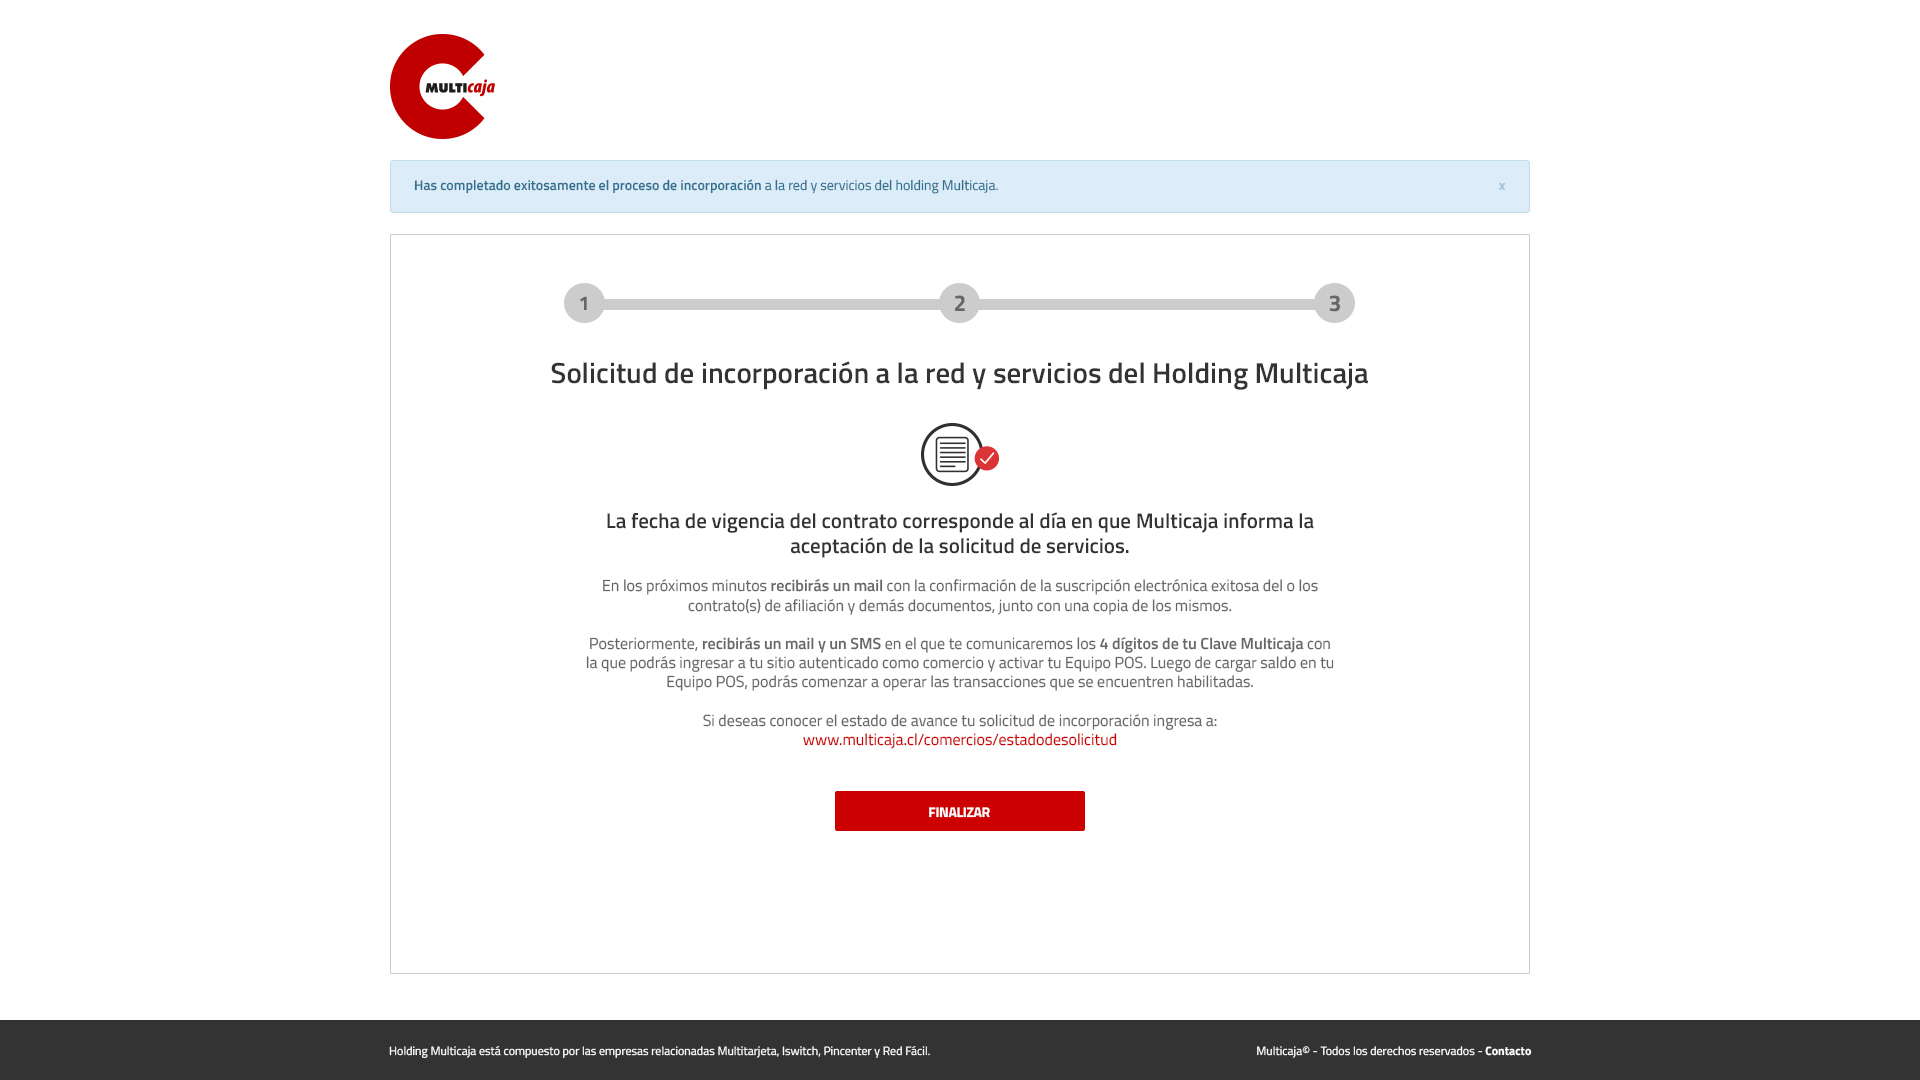 MULTIcaja
Has completado exitosamente el proceso de incorporación a la red y servicios del holding Multicaja.
x
1
2
3
Solicitud de incorporación a la red y servicios del Holding Multicaja
La fecha de vigencia del contrato corresponde al día en que Multicaja informa la
aceptación de la solicitud de servicios.
En los próximos minutos recibirás un mail con la confirmación de la suscripción electrónica exitosa del o los
contrato(s) de afiliación y demás documentos, junto con una copia de los mismos.
Posteriormente, recibirás un mail y un SMS en el que te comunicaremos los 4 dígitos de tu Clave Multicaja con
la que podrás ingresar a tu sitio autenticado como comercio y activar tu Equipo POS. Luego de cargar saldo en tu
Equipo POS, podrás comenzar a operar las transacciones que se encuentren habilitadas.
Si deseas conocer el estado de avance tu solicitud de incorporación ingresa a:
www.multicaja.cl/comercios/estadodesolicitud
FINALIZAR
Holding Multicaja está compuesto por las empresas relacionadas Multitarjeta, Iswitch, Pincenter y Red Fácil.
Multicaja© - Todos los derechos reservados - Contacto